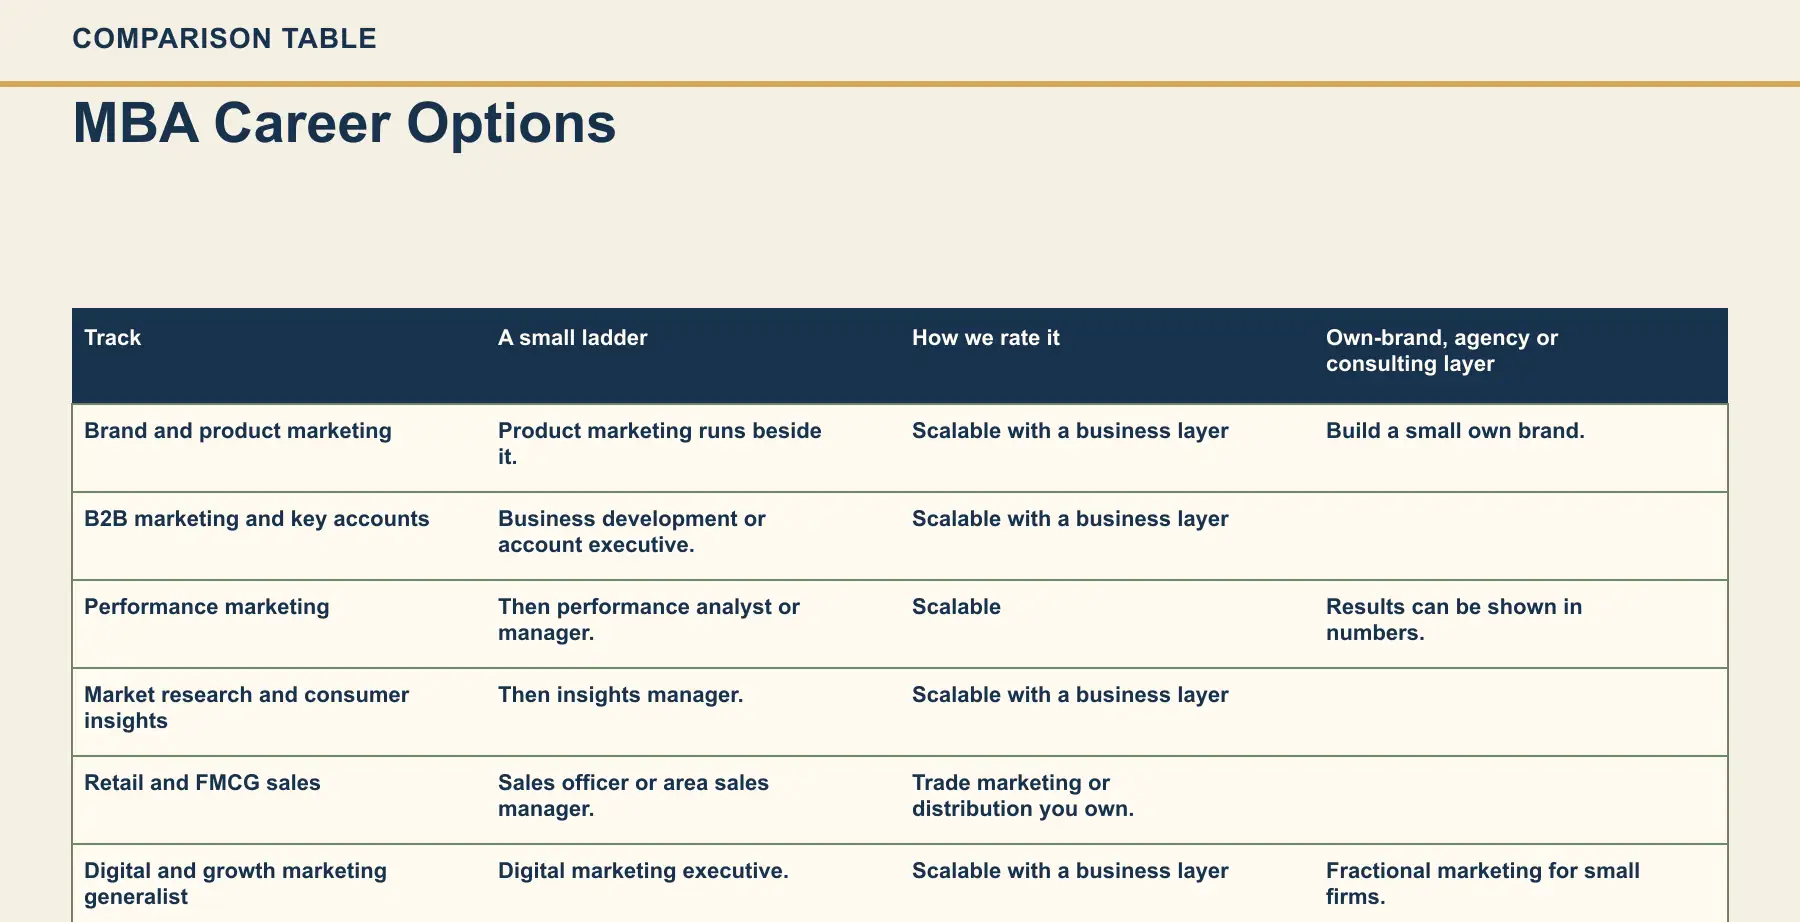 COMPARISON TABLE
MBA Career Options
Track
A small ladder
How we rate it
Own-brand, agency or
consulting layer
Brand and product marketing
Product marketing runs beside
it.
Scalable with a business layer
Build a small own brand.
B2B marketing and key accounts
Business development or
account executive.
Scalable with a business layer
Performance marketing
Then performance analyst or
manager.
Scalable
Results can be shown in
numbers.
Market research and consumer
insights
Then insights manager.
Scalable with a business layer
Retail and FMCG sales
Sales officer or area sales
manager.
Trade marketing or
distribution you own.
Digital and growth marketing
generalist
Digital marketing executive.
Scalable with a business layer
Fractional marketing for small
firms.